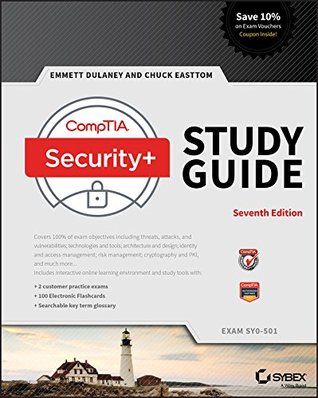 Save 10%
on Exam Vouchers
Coupon Inside!
EMMETT DULANEY AND CHUCK EASTTOM
CompTIA
Security+
STUDY
GUIDE
Seventh Edition
Covers 100% of exam objectives including threats, attacks, and
vulnerabilities; technologies and tools; architecture and design; identity
and access management; risk management; cryptography and PKI,
and much more...
Includes interactive online learning environment and study tools with:
+ 2 customer practice exams
+ 100 Electronic Flashcards
+ Searchable key term glossary
CompTIA
CompTIA
EXAM SY0-501
SYBEX
A Wiley Brand